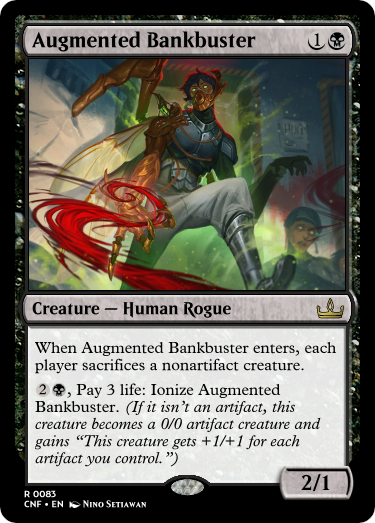 Augmented Bankbuster 1
Creature — Human Rogue
When Augmented Bankbuster enters, each
player sacrifices a nonartifact creature.
2, Pay 3 life: Ionize Augmented
Bankbuster. (If it isn't an artifact, this
creature becomes a 0/0 artifact creature and
gains “This creature gets +1/+1 for each
artifact you control.”)
2/1
R 0083
CNF • EN Nino Setiawan